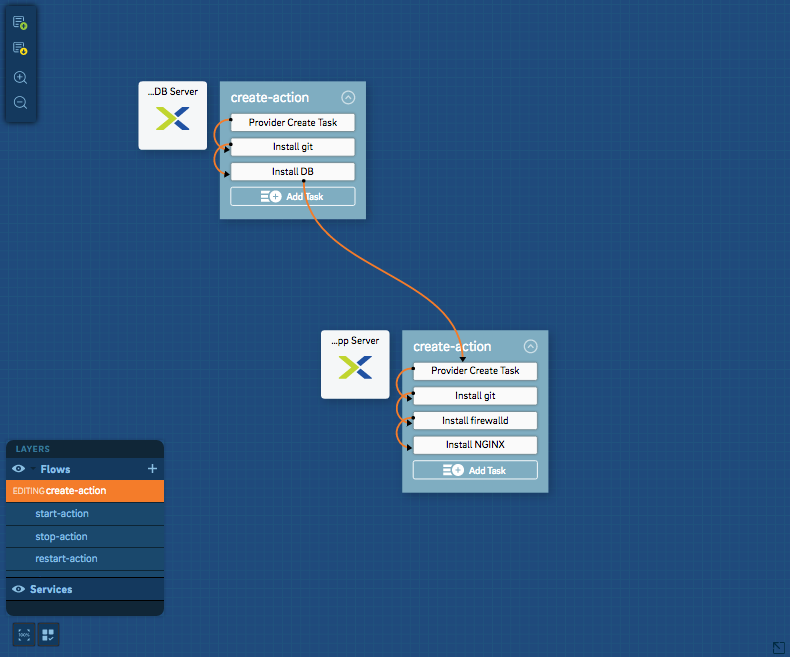 ...DB Server
create-action
Provider Create Task
Install git
Install DB
Add Task
...pp Server
create-action
Provider Create Task
Install git
Install firewalld
Install NGINX
Add Task
LAYERS
Flows
EDITING create-action
start-action
stop-action
restart-action
Services
100%